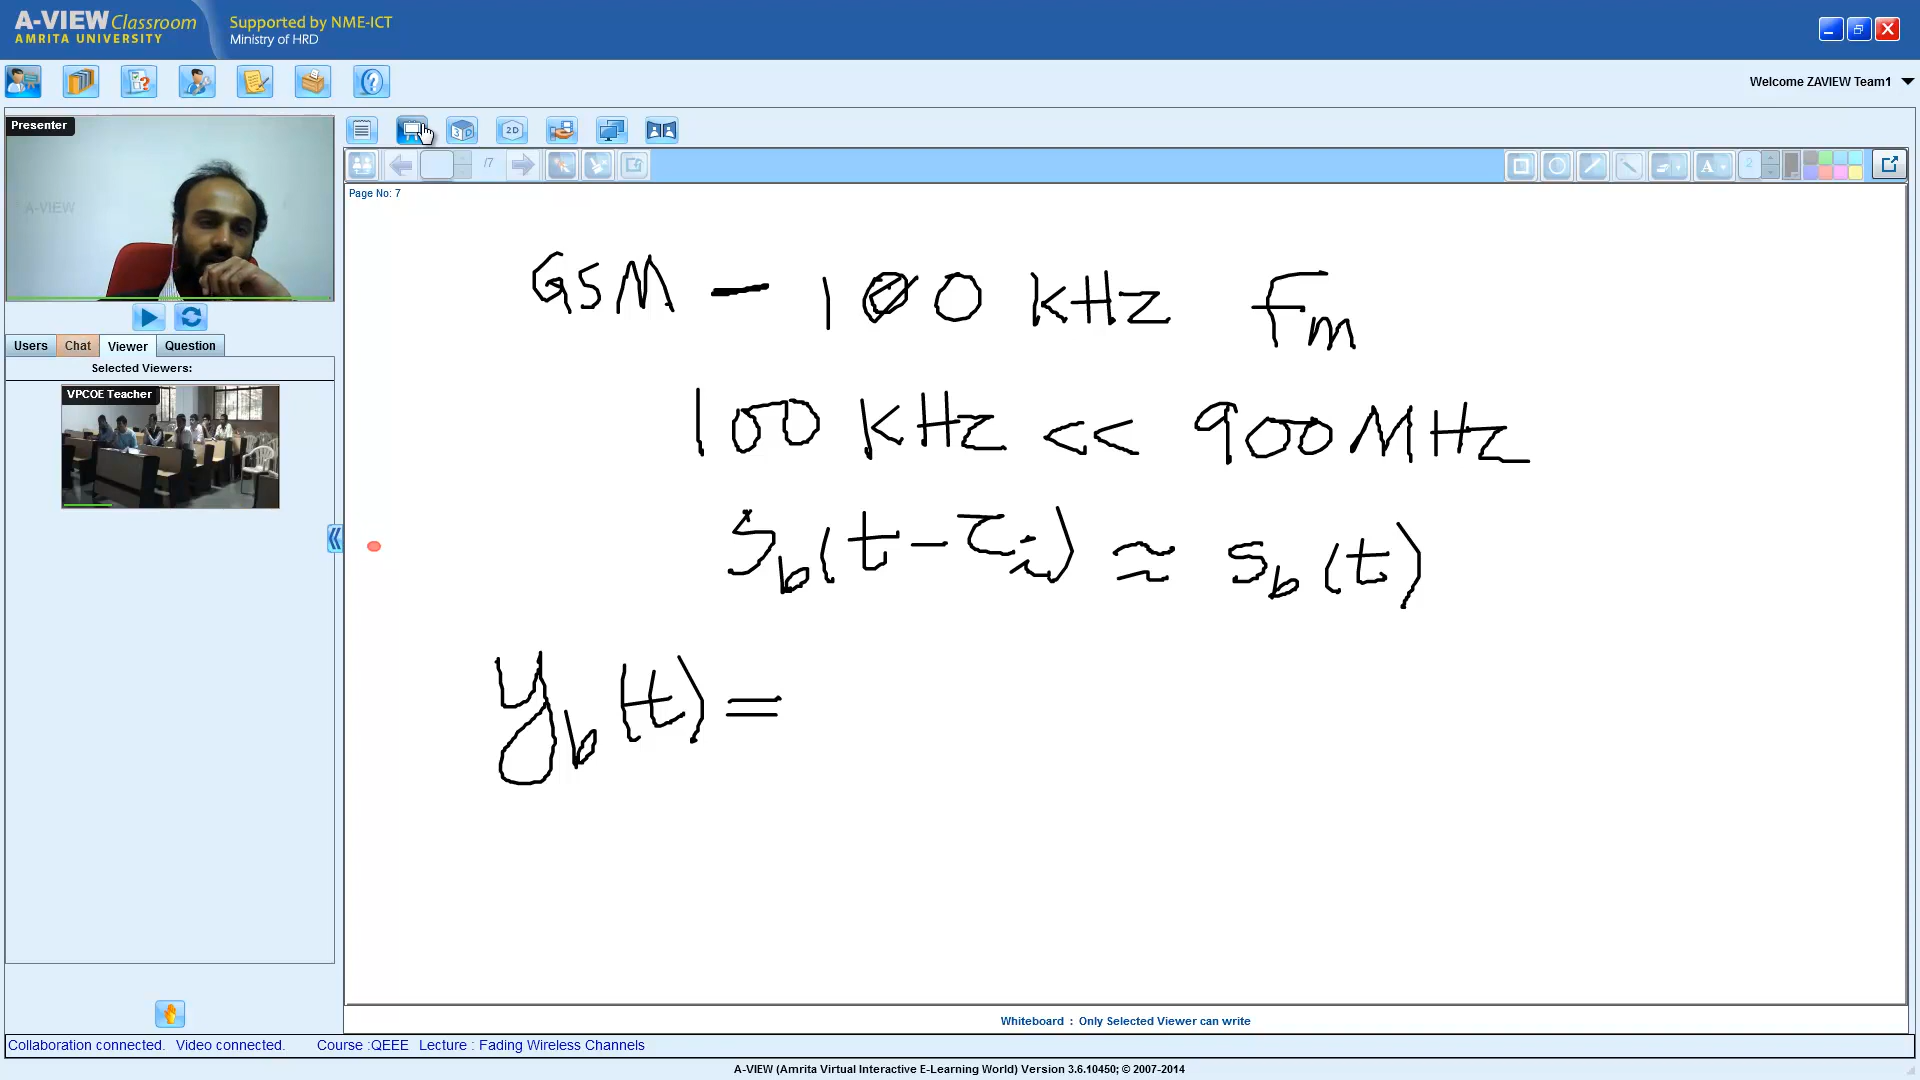 A-VIEW Classroom
AMRITA UNIVERSITY
Supported by NME-ICT
Ministry of HRD
Welcome ZAVIEW Team1
Presenter
A-VIEW
3D
2D
/7
A
2
Page No: 7
GSM - 100 kHz fm
100 kHz << 900 MHz
Sb(t-τi) ≈ sb(t)
yb(t) =
Users
Chat
Viewer
Question
Selected Viewers:
VPCOE Teacher
Whiteboard : Only Selected Viewer can write
Collaboration connected. Video connected. Course :QEEE Lecture : Fading Wireless Channels
A-VIEW (Amrita Virtual Interactive E-Learning World) Version 3.6.10450; © 2007-2014